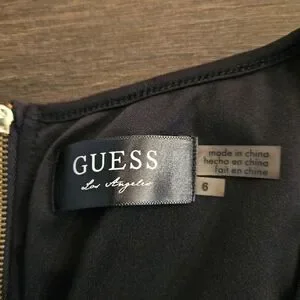 GUESS
Los Angeles
made in china
hecho en china
fait en chine
6